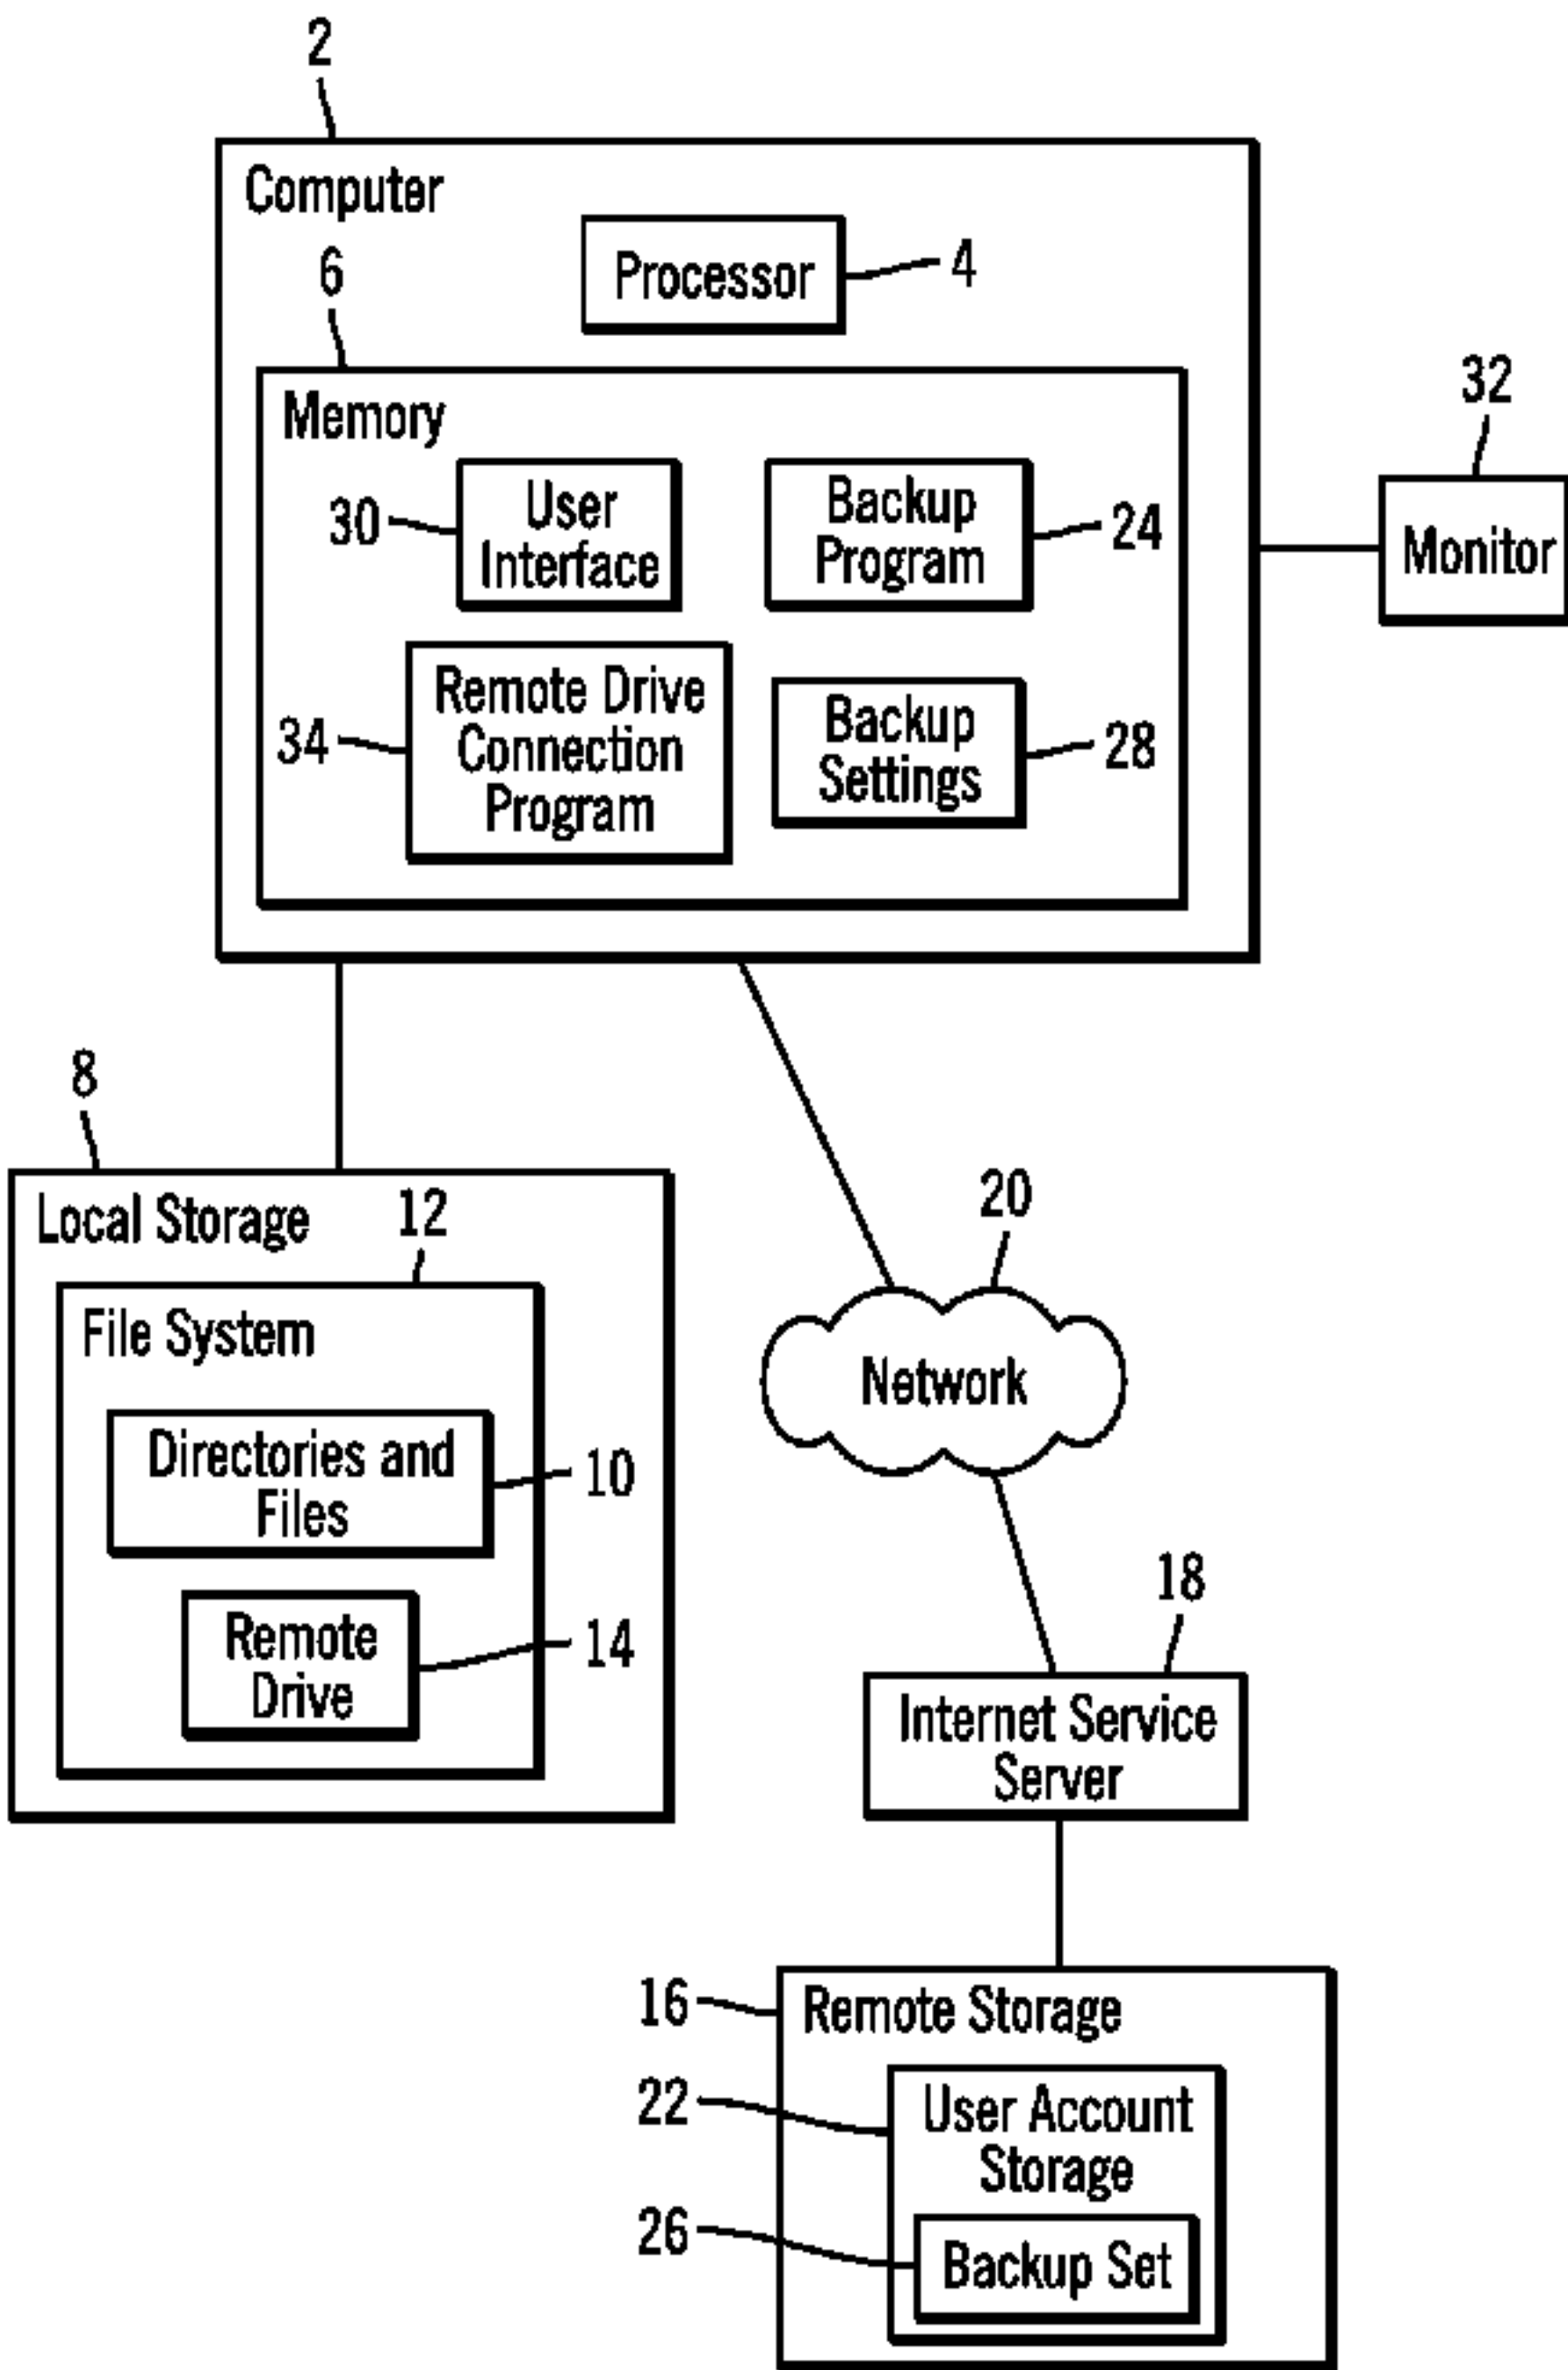 2
Computer
Processor
4
6
Memory
32
30
User
Interface
Backup
Program
24
Monitor
34
Remote Drive
Connection
Program
Backup
Settings
28
8
Local Storage
12
20
File System
Network
Directories and
Files
10
18
Remote
Drive
14
Internet Service
Server
16
Remote Storage
22
User Account
Storage
26
Backup Set